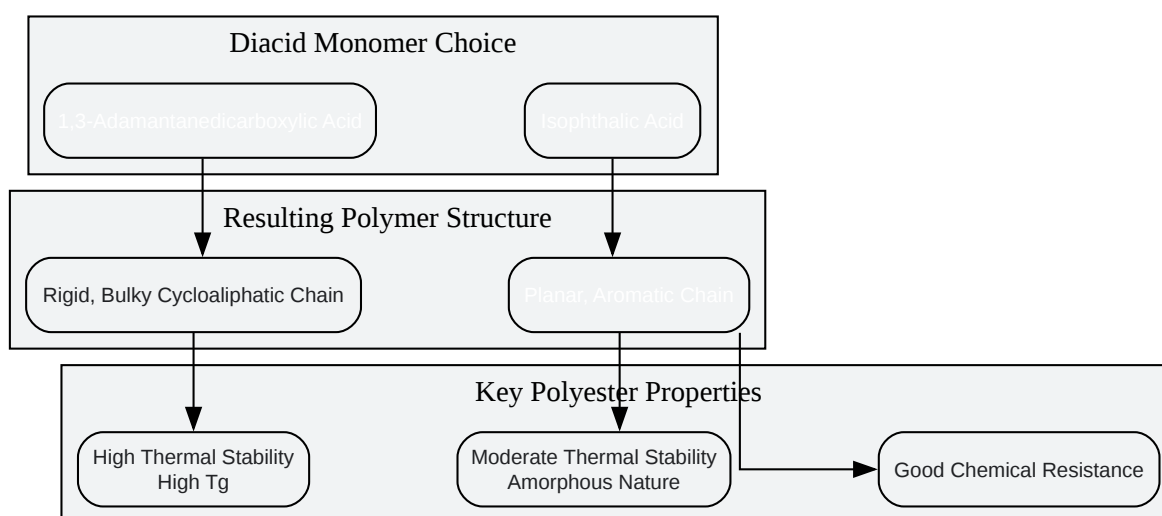 Diacid Monomer Choice
1,3-Adamantanedicarboxylic Acid
Isophthalic Acid
Resulting Polymer Structure
Rigid, Bulky Cycloaliphatic Chain
Planar, Aromatic Chain
Key Polyester Properties
High Thermal Stability
High Tg
Moderate Thermal Stability
Amorphous Nature
Good Chemical Resistance